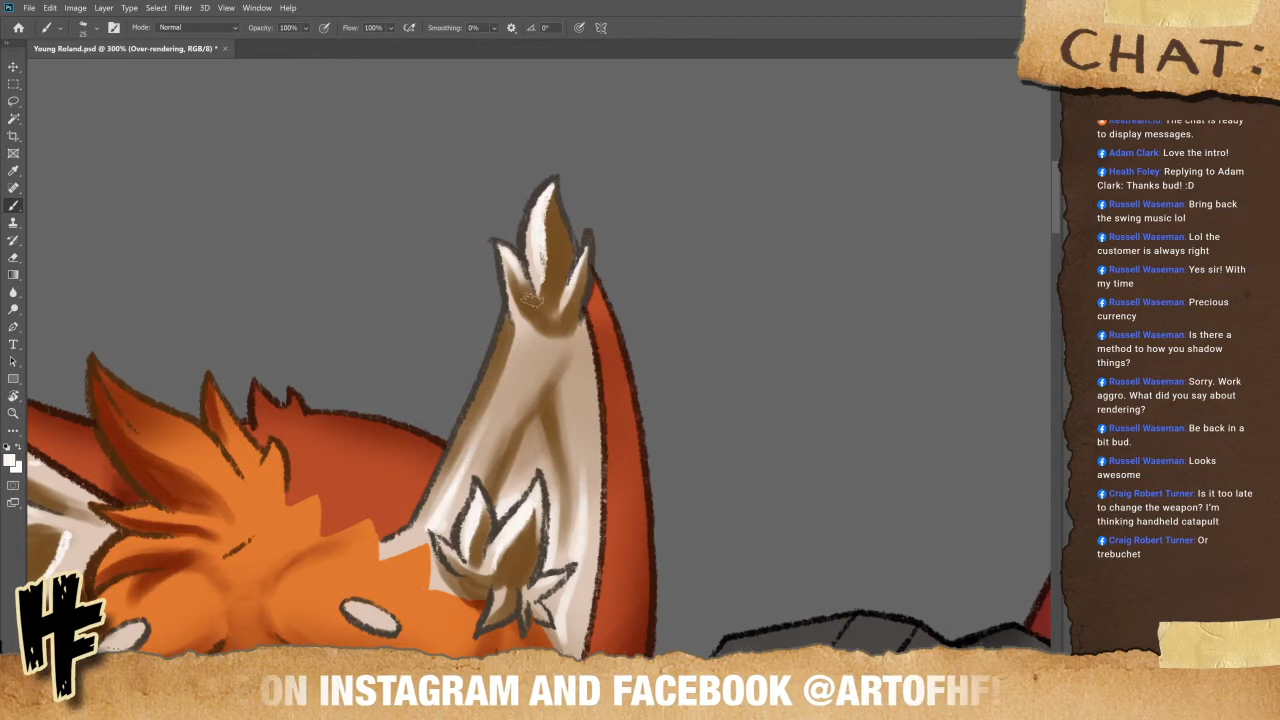 Ps File Edit Image Layer Type Select Filter 3D View Window Help
25 Mode: Normal Opacity: 100% Flow: 100% Smoothing: 0% 0°
Young Roland.psd @ 300% (Over-rendering, RGB/8) * ×
CHAT:
Restream.io: The chat is ready
to display messages.
Adam Clark: Love the intro!
Heath Foley: Replying to Adam
Clark: Thanks bud! :D
Russell Waseman: Bring back
the swing music lol
Russell Waseman: Lol the
customer is always right
Russell Waseman: Yes sir! With
my time
Russell Waseman: Precious
currency
Russell Waseman: Is there a
method to how you shadow
things?
Russell Waseman: Sorry. Work
aggro. What did you say about
rendering?
Russell Waseman: Be back in a
bit bud.
Russell Waseman: Looks
awesome
Craig Robert Turner: Is it too late
to change the weapon? I'm
thinking handheld catapult
Craig Robert Turner: Or
trebuchet
HF
ON INSTAGRAM AND FACEBOOK @ARTOFHF!